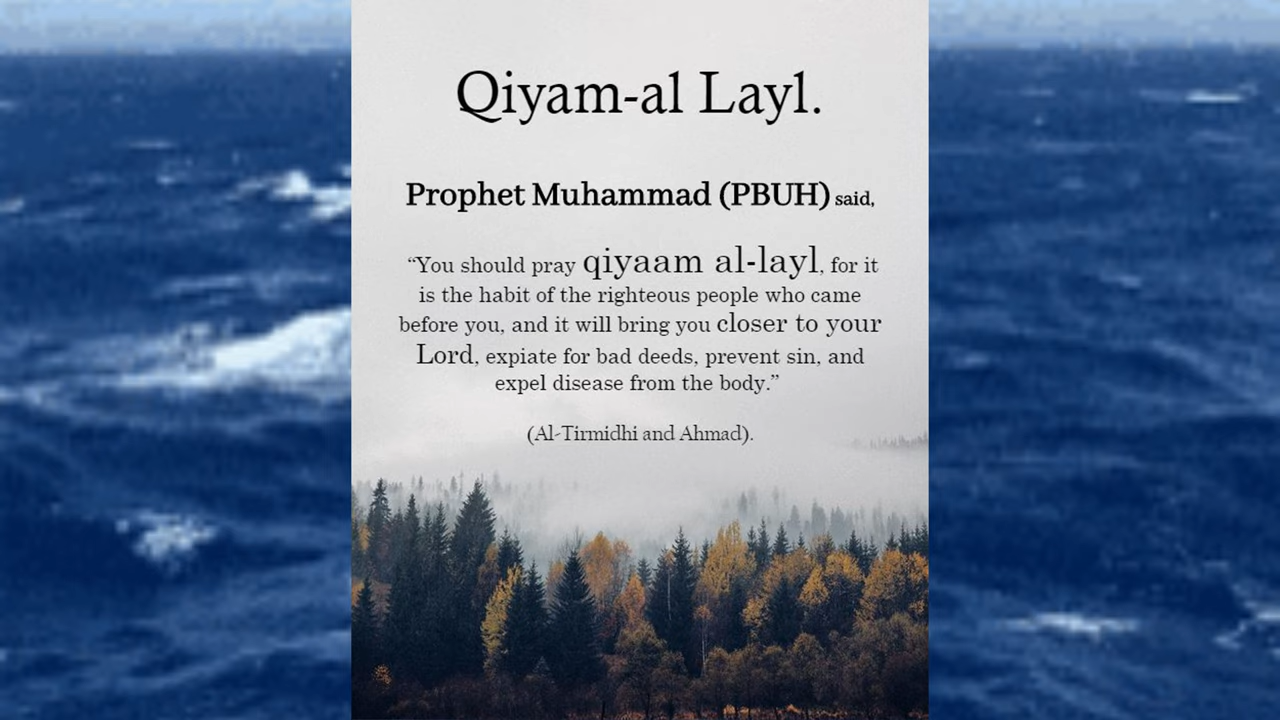 Qiyam-al Layl.
Prophet Muhammad (PBUH) said,
“You should pray qiyaam al-layl, for it
is the habit of the righteous people who came
before you, and it will bring you closer to your
Lord, expiate for bad deeds, prevent sin, and
expel disease from the body.”
(Al-Tirmidhi and Ahmad).